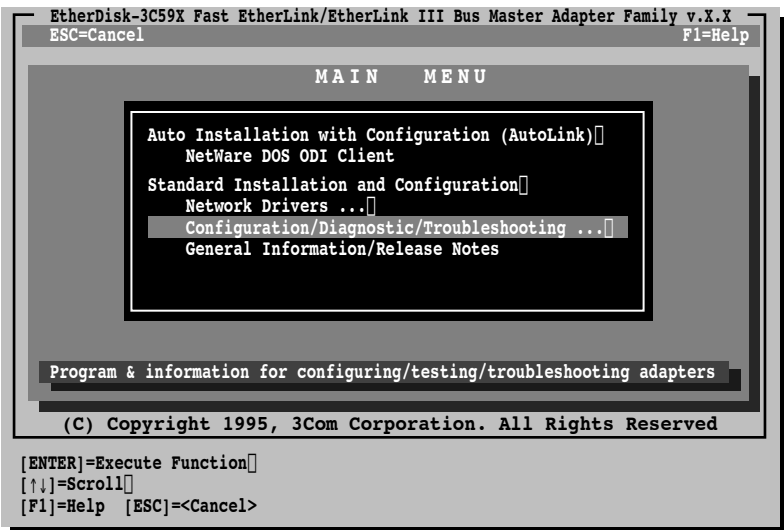 EtherDisk-3C59X Fast EtherLink/EtherLink III Bus Master Adapter Family v.X.X
ESC=Cancel F1=Help
MAIN MENU
Auto Installation with Configuration (AutoLink)
NetWare DOS ODI Client
Standard Installation and Configuration
Network Drivers ...
Configuration/Diagnostic/Troubleshooting ...
General Information/Release Notes
Program & information for configuring/testing/troubleshooting adapters
(C) Copyright 1995, 3Com Corporation. All Rights Reserved
[ENTER]=Execute Function
[↑↓]=Scroll
[F1]=Help [ESC]=<Cancel>